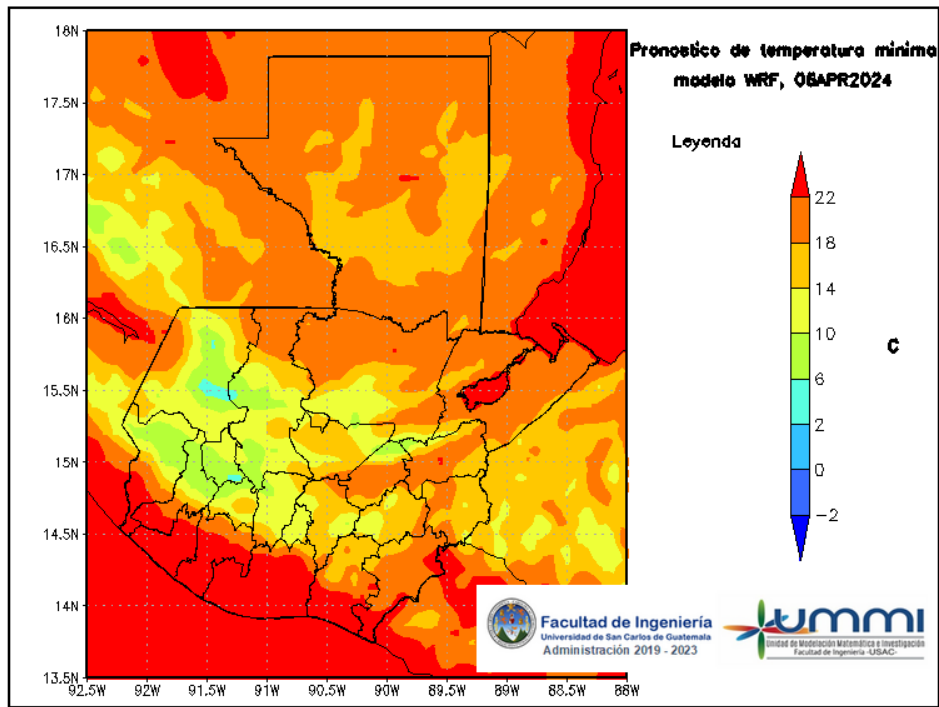 Pronostico de temperatura minima
modelo WRF, 06APR2024
Leyenda
22
18
14
10
6
2
0
−2
C
18N
17.5N
17N
16.5N
16N
15.5N
15N
14.5N
14N
13.5N
92.5W 92W 91.5W 91W 90.5W 90W 89.5W 89W 88.5W 88W
Facultad de Ingeniería
Universidad de San Carlos de Guatemala
Administración 2019 - 2023
ummi
Unidad de Modelación Matemática e Investigación
Facultad de Ingeniería -USAC-